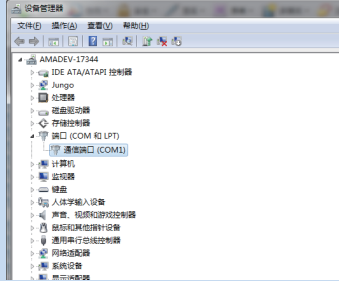 设备管理器
文件(F) 操作(A) 查看(V) 帮助(H)
AMADEV-17344
IDE ATA/ATAPI 控制器
Jungo
处理器
磁盘驱动器
存储控制器
端口 (COM 和 LPT)
通信端口 (COM1)
计算机
监视器
键盘
人体学输入设备
声音、视频和游戏控制器
鼠标和其他指针设备
通用串行总线控制器
网络适配器
系统设备
显示适配器